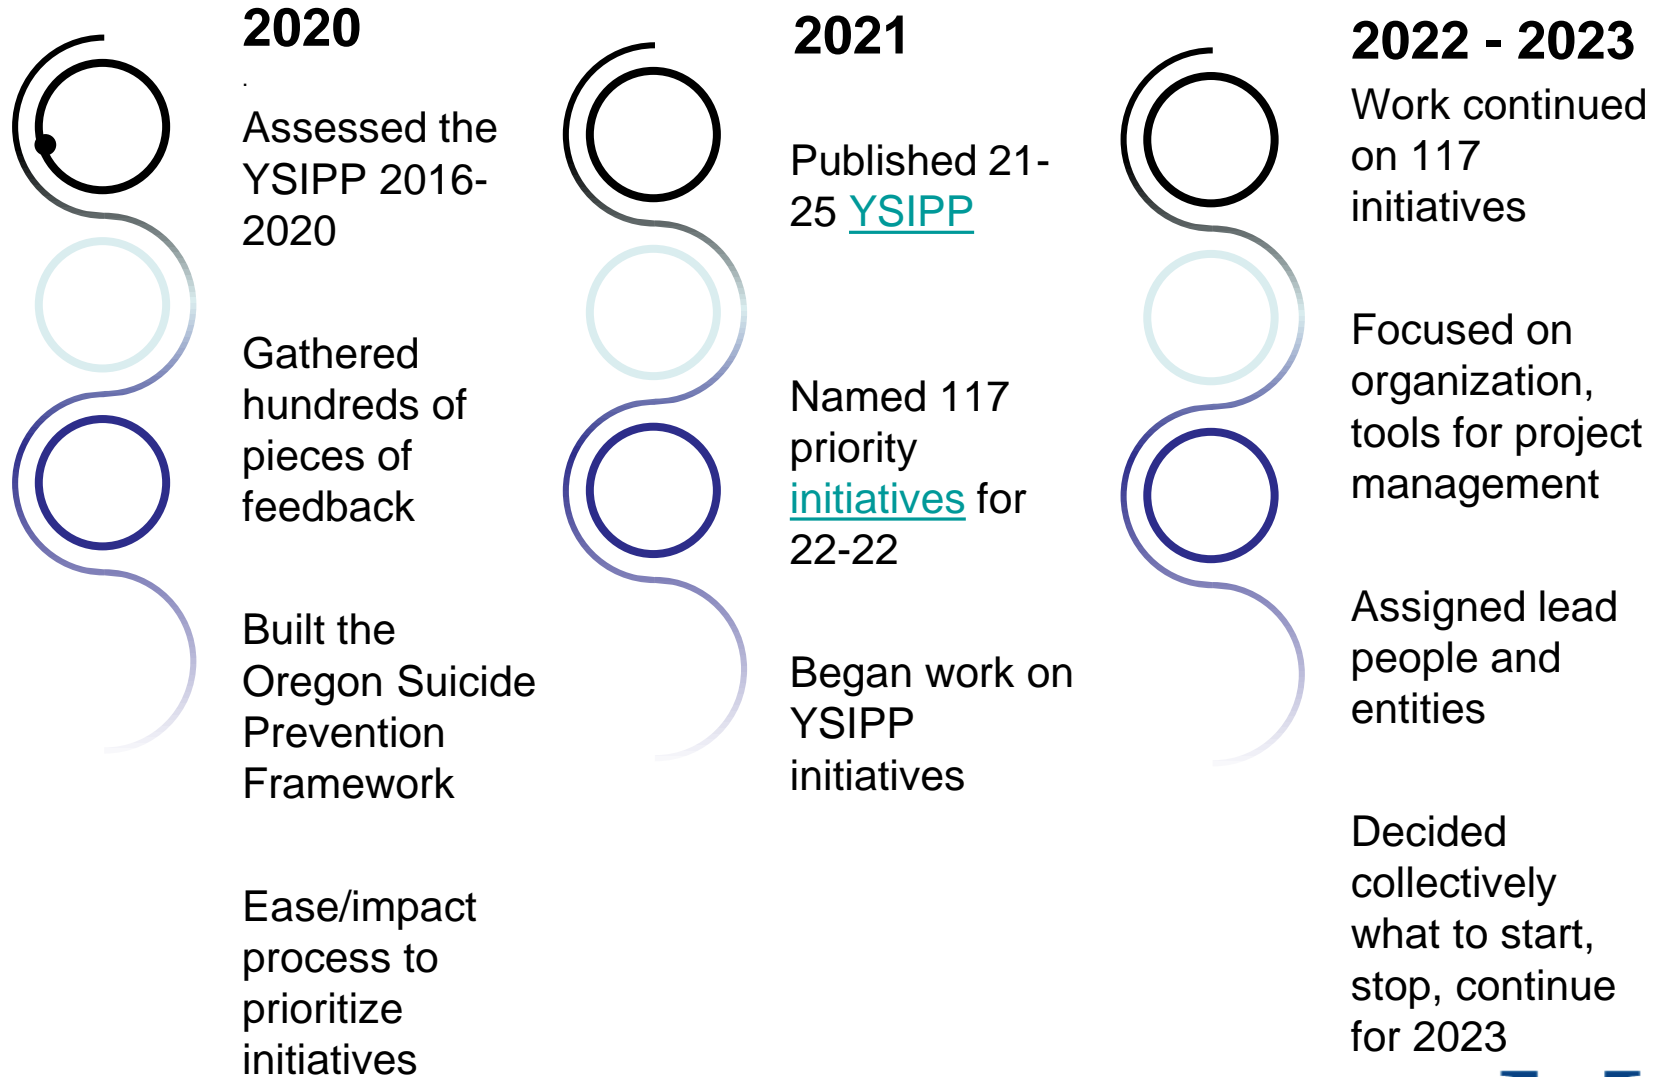 2020
.
Assessed the
YSIPP 2016-
2020
Gathered
hundreds of
pieces of
feedback
Built the
Oregon Suicide
Prevention
Framework
Ease/impact
process to
prioritize
initiatives
2021
Published 21-
25 YSIPP
Named 117
priority
initiatives for
22-22
Began work on
YSIPP
initiatives
2022 - 2023
Work continued
on 117
initiatives
Focused on
organization,
tools for project
management
Assigned lead
people and
entities
Decided
collectively
what to start,
stop, continue
for 2023